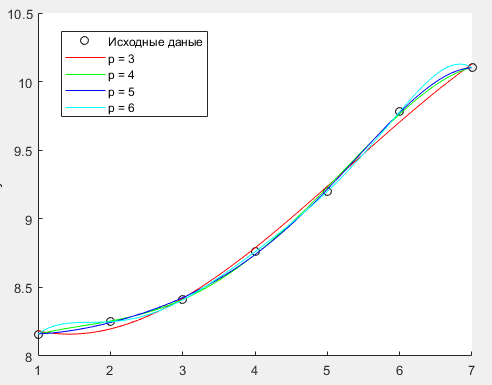 10.5
10
9.5
9
8.5
8
1 2 3 4 5 6 7
Исходные даные
p = 3
p = 4
p = 5
p = 6